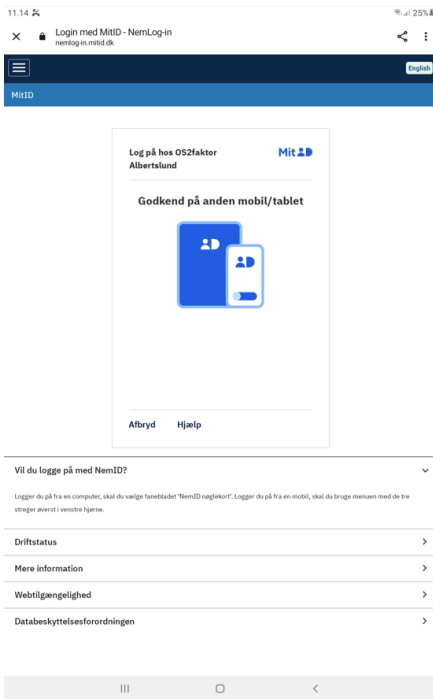 11.14
25%
Login med MitID - NemLog-in
nemlog-in.mitid.dk
English
MitID
Log på hos OS2faktor
Albertslund
Mit
Godkend på anden mobil/tablet
Afbryd Hjælp
Vil du logge på med NemID?
Logger du på fra en computer, skal du vælge fanebladet 'NemID nøglekort'. Logger du på fra en mobil, skal du bruge menuen med de tre
streger øverst i venstre hjørne.
Driftstatus
Mere information
Webtilgængelighed
Databeskyttelsesforordningen